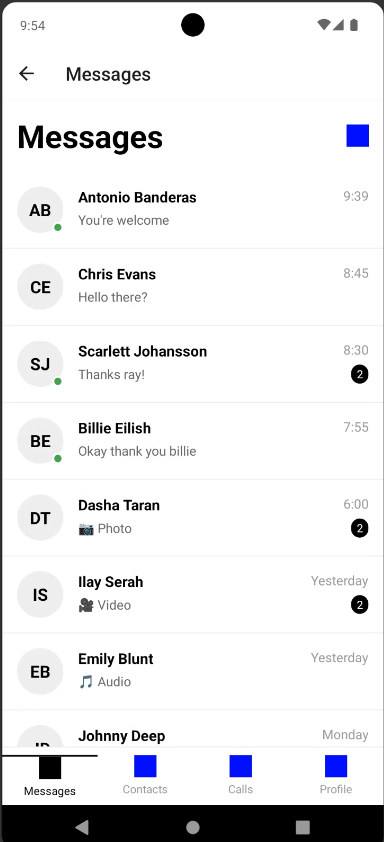 9:54
Messages
Messages
AB
Antonio Banderas
9:39
You're welcome
CE
Chris Evans
8:45
Hello there?
SJ
Scarlett Johansson
8:30
Thanks ray!
2
BE
Billie Eilish
7:55
Okay thank you billie
DT
Dasha Taran
6:00
📷 Photo
2
IS
Ilay Serah
Yesterday
🎥 Video
2
EB
Emily Blunt
Yesterday
🎵 Audio
Johnny Deep
Monday
Messages
Contacts
Calls
Profile